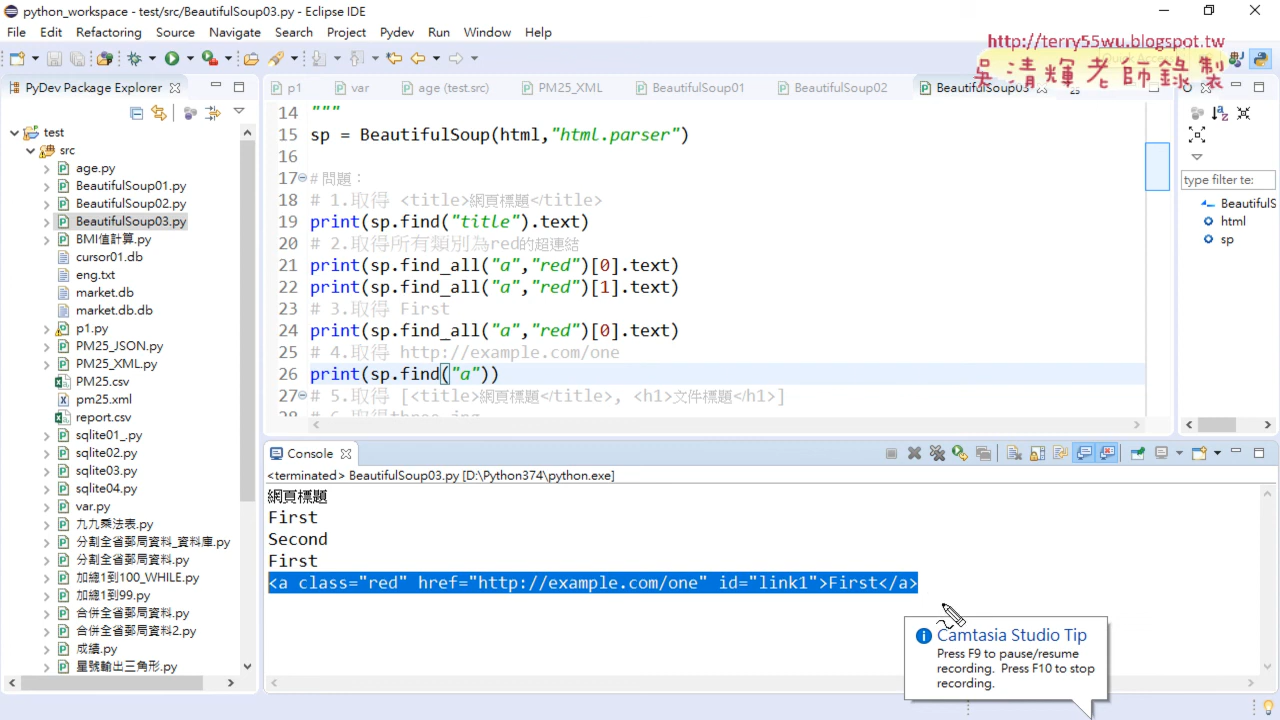 python_workspace - test/src/BeautifulSoup03.py - Eclipse IDE
File Edit Refactoring Source Navigate Search Project Pydev Run Window Help
http://terry55wu.blogspot.tw
吳清輝老師錄製
PyDev Package Explorer
p1 var age (test:src) PM25_XML BeautifulSoup01 BeautifulSoup02 BeautifulSoup03
test
src
age.py
BeautifulSoup01.py
BeautifulSoup02.py
BeautifulSoup03.py
BMI值計算.py
cursor01.db
eng.txt
market.db
market.db.db
p1.py
PM25_JSON.py
PM25_XML.py
PM25.csv
pm25.xml
report.csv
sqlite01_.py
sqlite02.py
sqlite03.py
sqlite04.py
var.py
九九乘法表.py
分割全省郵局資料_資料庫.py
分割全省郵局資料.py
加總1到100_WHILE.py
加總1到99.py
合併全省郵局資料.py
合併全省郵局資料2.py
成績.py
星號輸出三角形.py
14 """
15 sp = BeautifulSoup(html,"html.parser")
16
17 #問題：
18 # 1.取得 <title>網頁標題</title>
19 print(sp.find("title").text)
20 # 2.取得所有類別為red的超連結
21 print(sp.find_all("a","red")[0].text)
22 print(sp.find_all("a","red")[1].text)
23 # 3.取得 First
24 print(sp.find_all("a","red")[0].text)
25 # 4.取得 http://example.com/one
26 print(sp.find("a"))
27 # 5.取得 [<title>網頁標題</title>, <h1>文件標題</h1>]
type filter te:
BeautifulS
html
sp
Console
<terminated> BeautifulSoup03.py [D:\Python374\python.exe]
網頁標題
First
Second
First
<a class="red" href="http://example.com/one" id="link1">First</a>
Camtasia Studio Tip
Press F9 to pause/resume
recording. Press F10 to stop
recording.